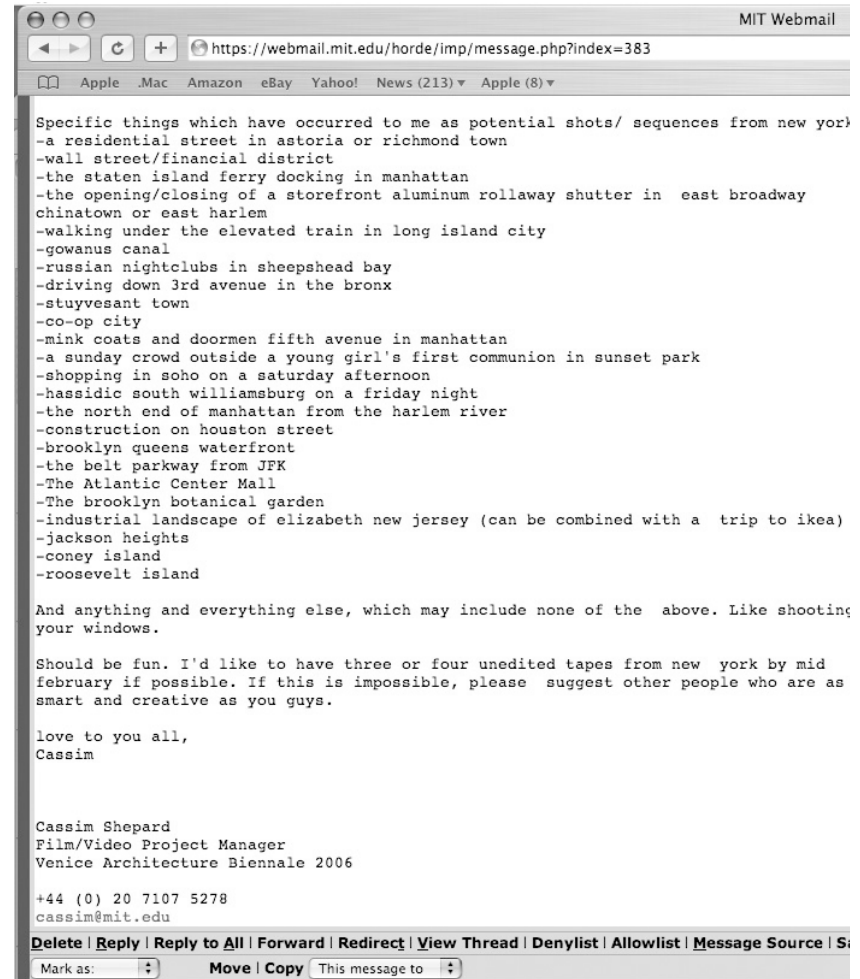 MIT Webmail
https://webmail.mit.edu/horde/imp/message.php?index=383
Apple .Mac Amazon eBay Yahoo! News (213) Apple (8)
Specific things which have occurred to me as potential shots/ sequences from new york
-a residential street in astoria or richmond town
-wall street/financial district
-the staten island ferry docking in manhattan
-the opening/closing of a storefront aluminum rollaway shutter in east broadway
chinatown or east harlem
-walking under the elevated train in long island city
-gowanus canal
-russian nightclubs in sheepshead bay
-driving down 3rd avenue in the bronx
-stuyvesant town
-co-op city
-mink coats and doormen fifth avenue in manhattan
-a sunday crowd outside a young girl's first communion in sunset park
-shopping in soho on a saturday afternoon
-hassidic south williamsburg on a friday night
-the north end of manhattan from the harlem river
-construction on houston street
-brooklyn queens waterfront
-the belt parkway from JFK
-The Atlantic Center Mall
-The brooklyn botanical garden
-industrial landscape of elizabeth new jersey (can be combined with a trip to ikea)
-jackson heights
-coney island
-roosevelt island
And anything and everything else, which may include none of the above. Like shooting
your windows.
Should be fun. I'd like to have three or four unedited tapes from new york by mid
february if possible. If this is impossible, please suggest other people who are as
smart and creative as you guys.
love to you all,
Cassim
Cassim Shepard
Film/Video Project Manager
Venice Architecture Biennale 2006
+44 (0) 20 7107 5278
cassim@mit.edu
Delete | Reply | Reply to All | Forward | Redirect | View Thread | Denylist | Allowlist | Message Source |
Mark as: Move | Copy This message to